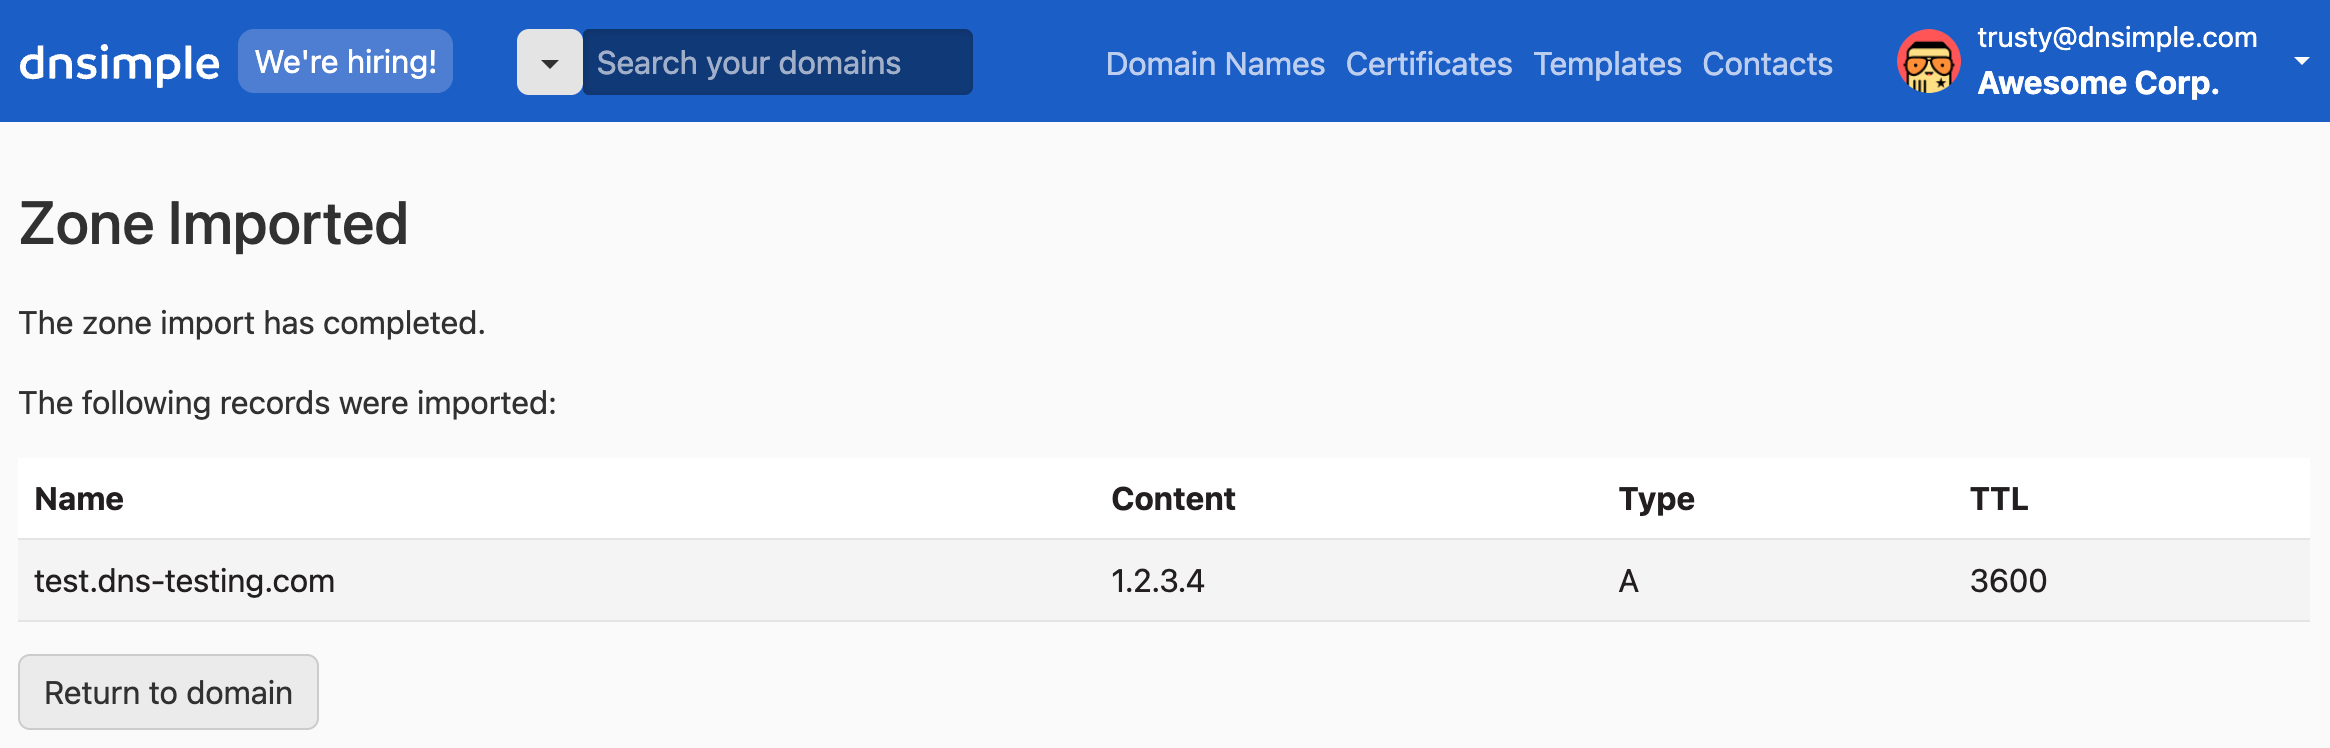 dnsimple We're hiring! Search your domains Domain Names Certificates Templates Contacts trusty@dnsimple.com
Awesome Corp.
Zone Imported
The zone import has completed.
The following records were imported:
Name Content Type TTL
test.dns-testing.com 1.2.3.4 A 3600
Return to domain